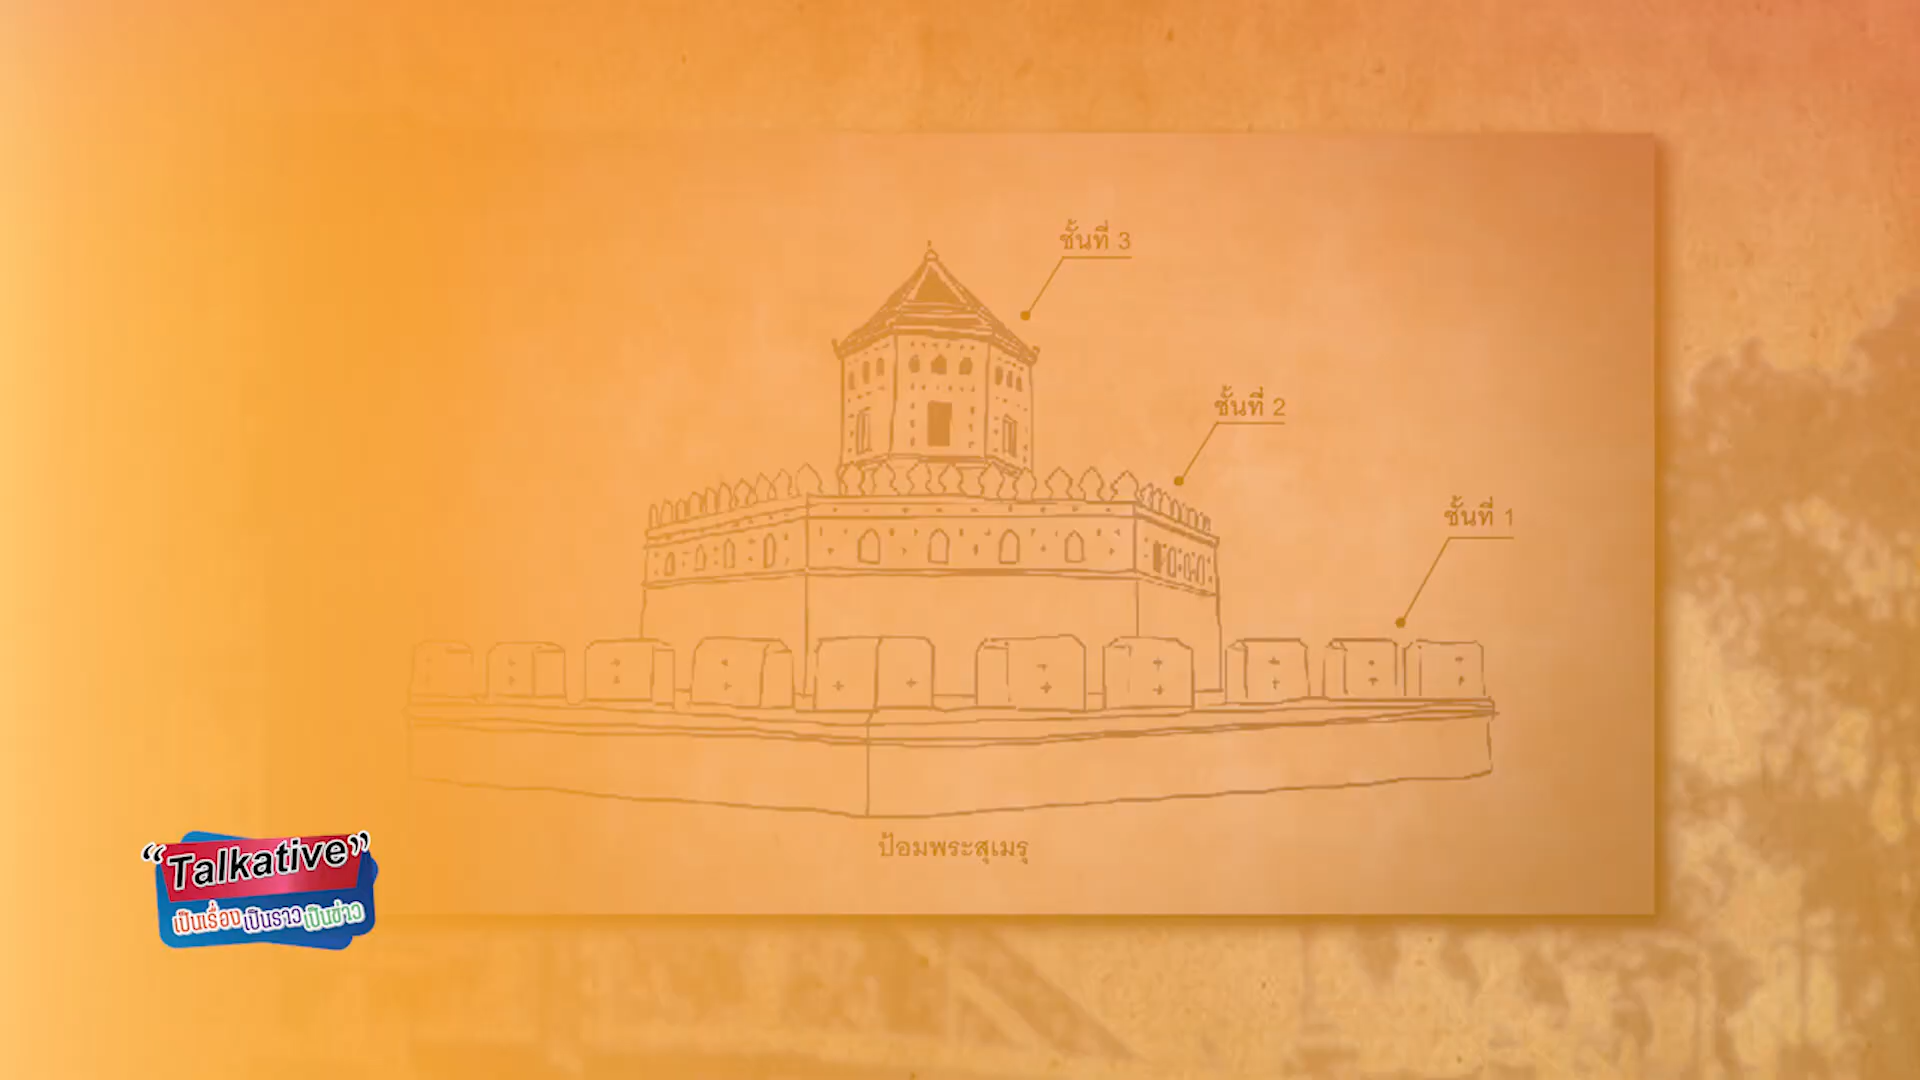 ชั้นที่ 3
ชั้นที่ 2
ชั้นที่ 1
ป้อมพระสุเมรุ
“Talkative”
เป็นเรื่อง เป็นราว เป็นข่าว